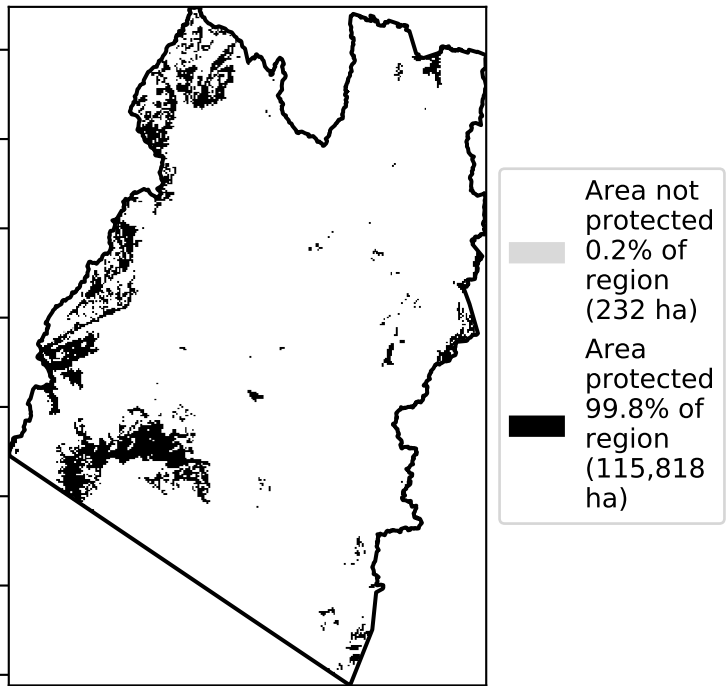 Area not
protected
0.2% of
region
(232 ha)
Area
protected
99.8% of
region
(115,818
ha)